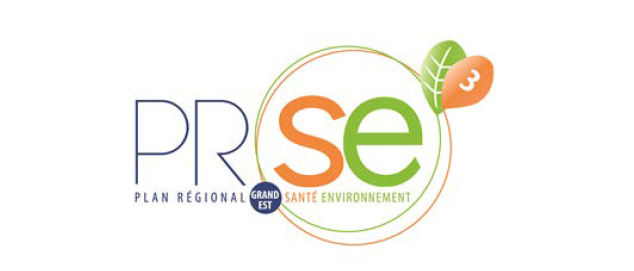 PRSe 3
PLAN RÉGIONAL GRAND EST SANTÉ ENVIRONNEMENT